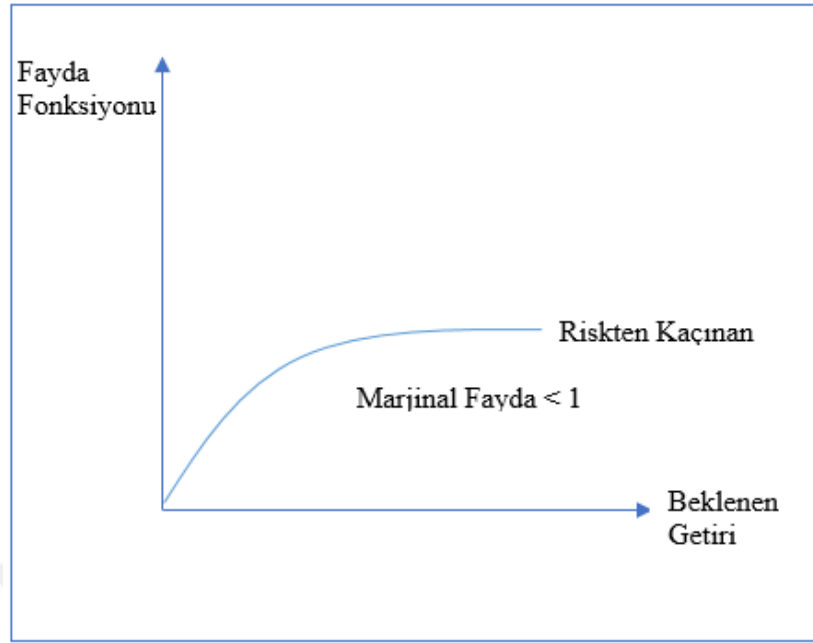 Fayda
Fonksiyonu
Riskten Kaçınan
Marjinal Fayda < 1
Beklenen
Getiri